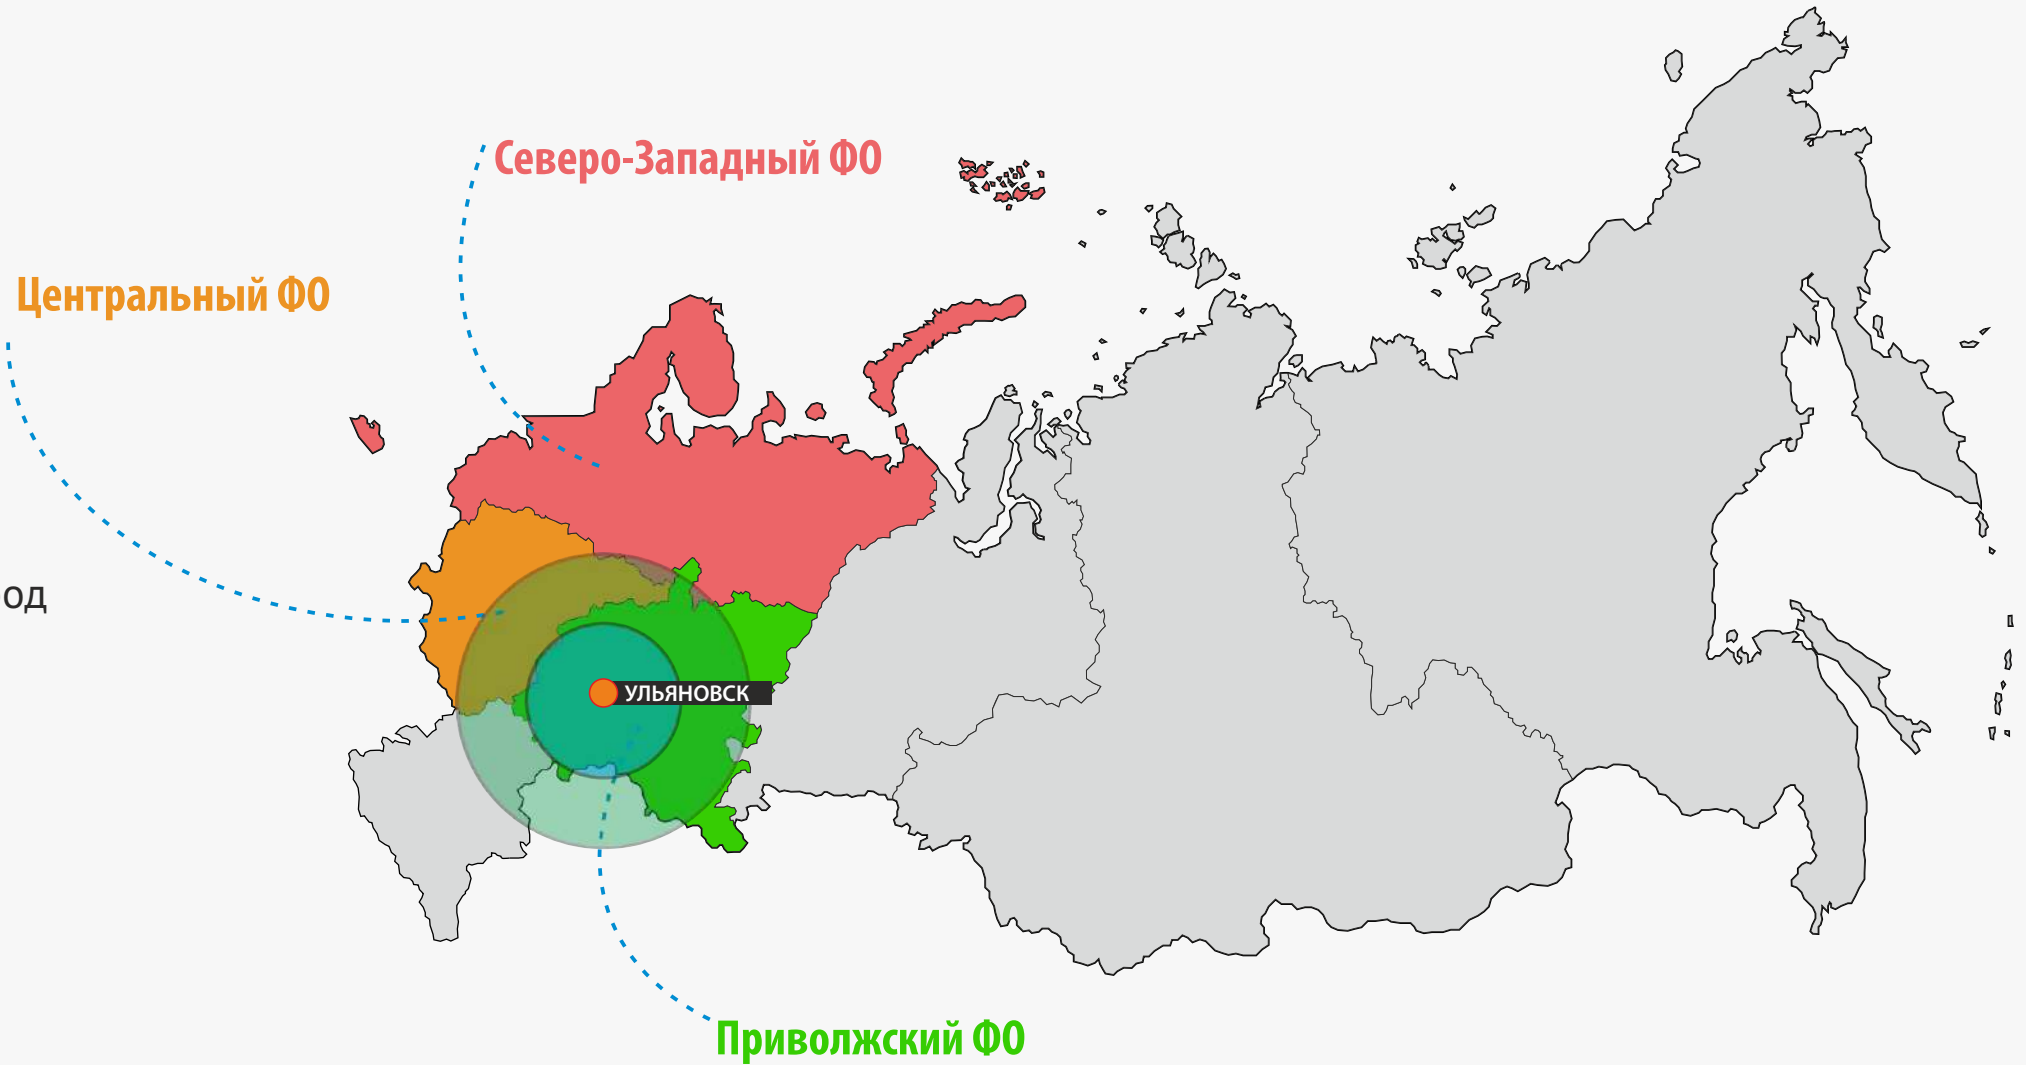 Северо-Западный ФО
Центральный ФО
од
УЛЬЯНОВСК
Приволжский ФО